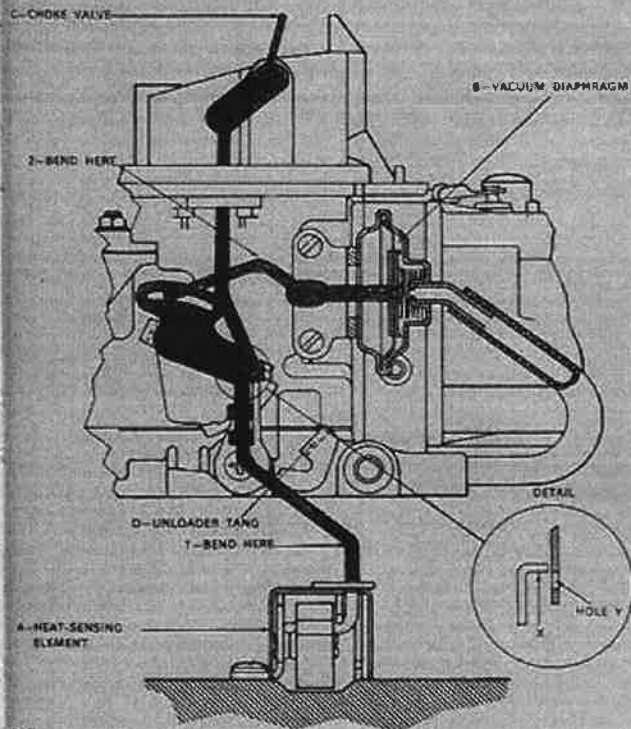 C—CHOKE VALVE
B—VACUUM DIAPHRAGM
2—BEND HERE
D—UNLOADER TANG
1—BEND HERE
DETAIL
HOLE Y
X
A—HEAT-SENSING
ELEMENT